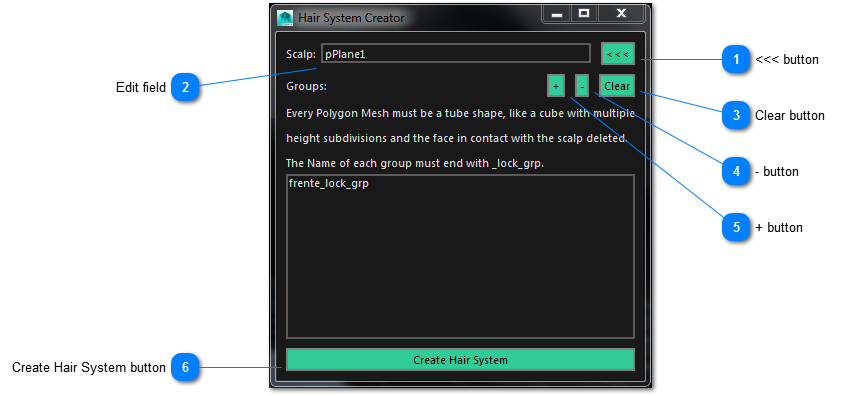 Hair System Creator
Scalp: pPlane1 <<<
1 <<< button
Edit field 2
Groups: + - Clear
3 Clear button
Every Polygon Mesh must be a tube shape, like a cube with multiple
height subdivisions and the face in contact with the scalp deleted.
The Name of each group must end with _lock_grp.
4 - button
frente_lock_grp
5 + button
Create Hair System button 6
Create Hair System